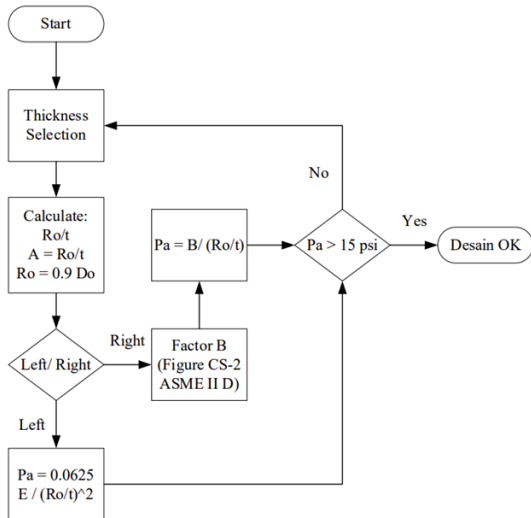 Start
Thickness
Selection
Calculate:
Ro/t
A = Ro/t
Ro = 0.9 Do
Left/ Right
Right
Left
Factor B
(Figure CS-2
ASME II D)
Pa = B/ (Ro/t)
Pa = 0.0625
E / (Ro/t)^2
Pa > 15 psi
No
Yes
Desain OK